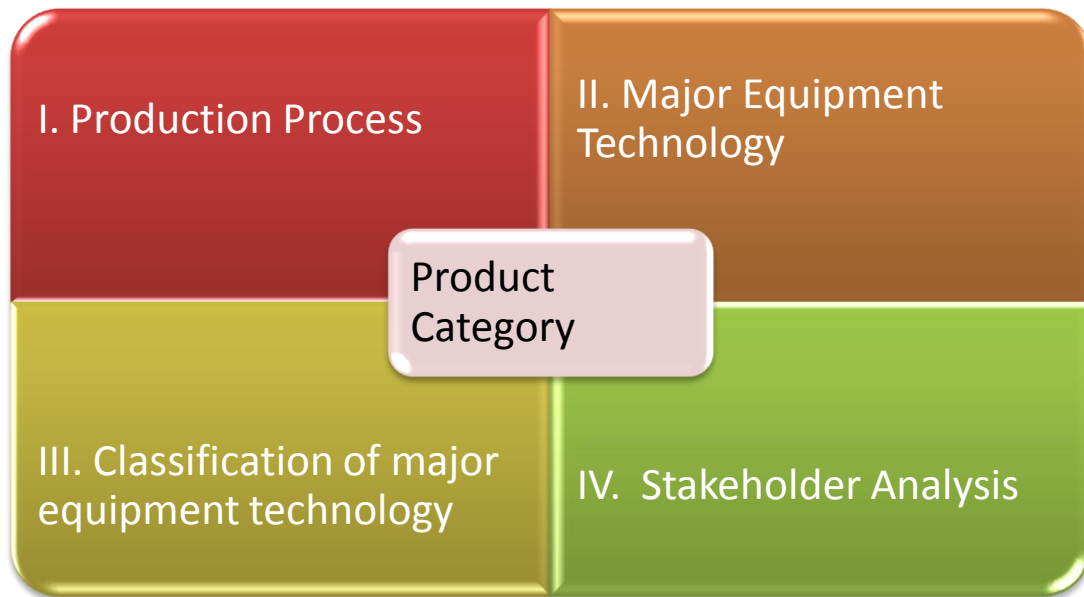 I. Production Process
II. Major Equipment
Technology
Product
Category
III. Classification of major
equipment technology
IV.  Stakeholder Analysis